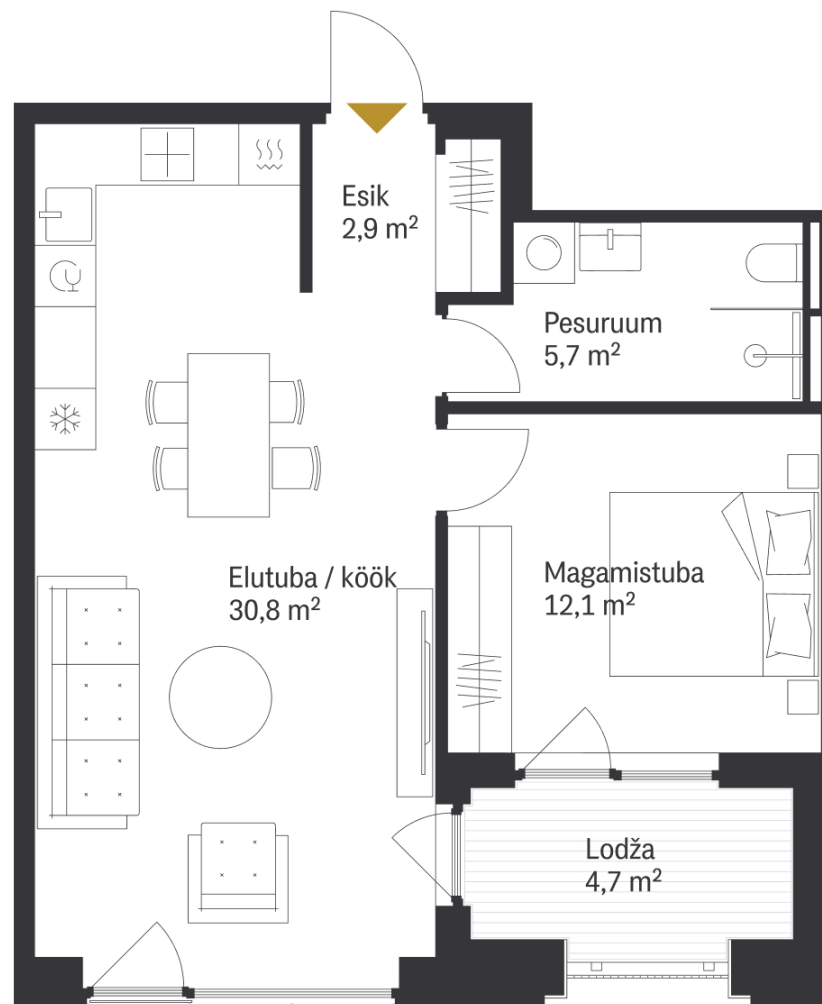 Esik
2,9 m²
Pesuruum
5,7 m²
Elutuba / köök
30,8 m²
Magamistuba
12,1 m²
Lodža
4,7 m²